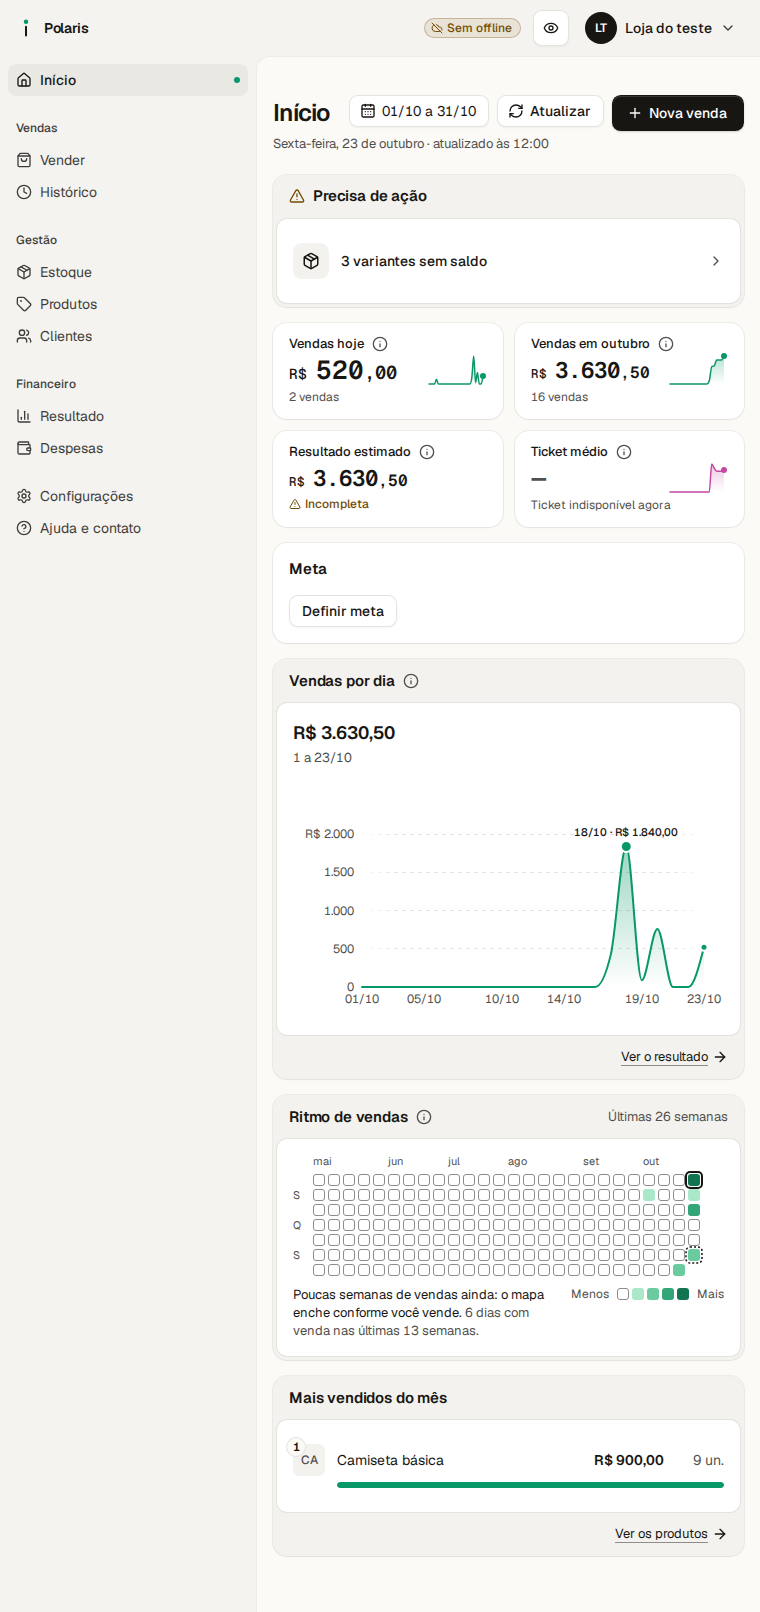 Polaris
Sem offline
LT
Loja do teste
Início
Vendas
Vender
Histórico
Gestão
Estoque
Produtos
Clientes
Financeiro
Resultado
Despesas
Configurações
Ajuda e contato
Início
01/10 a 31/10
Atualizar
Nova venda
Sexta-feira, 23 de outubro · atualizado às 12:00
Precisa de ação
3 variantes sem saldo
Vendas hoje
R$ 520,00
2 vendas
Vendas em outubro
R$ 3.630,50
16 vendas
Resultado estimado
R$ 3.630,50
Incompleta
Ticket médio
—
Ticket indisponível agora
Meta
Definir meta
Vendas por dia
R$ 3.630,50
1 a 23/10
18/10 · R$ 1.840,00
R$ 2.000
1.500
1.000
500
0
01/10 05/10 10/10 14/10 19/10 23/10
Ver o resultado
Ritmo de vendas
Últimas 26 semanas
mai jun jul ago set out
S
Q
S
Poucas semanas de vendas ainda: o mapa
enche conforme você vende. 6 dias com
venda nas últimas 13 semanas.
Menos Mais
Mais vendidos do mês
1
CA
Camiseta básica R$ 900,00 9 un.
Ver os produtos